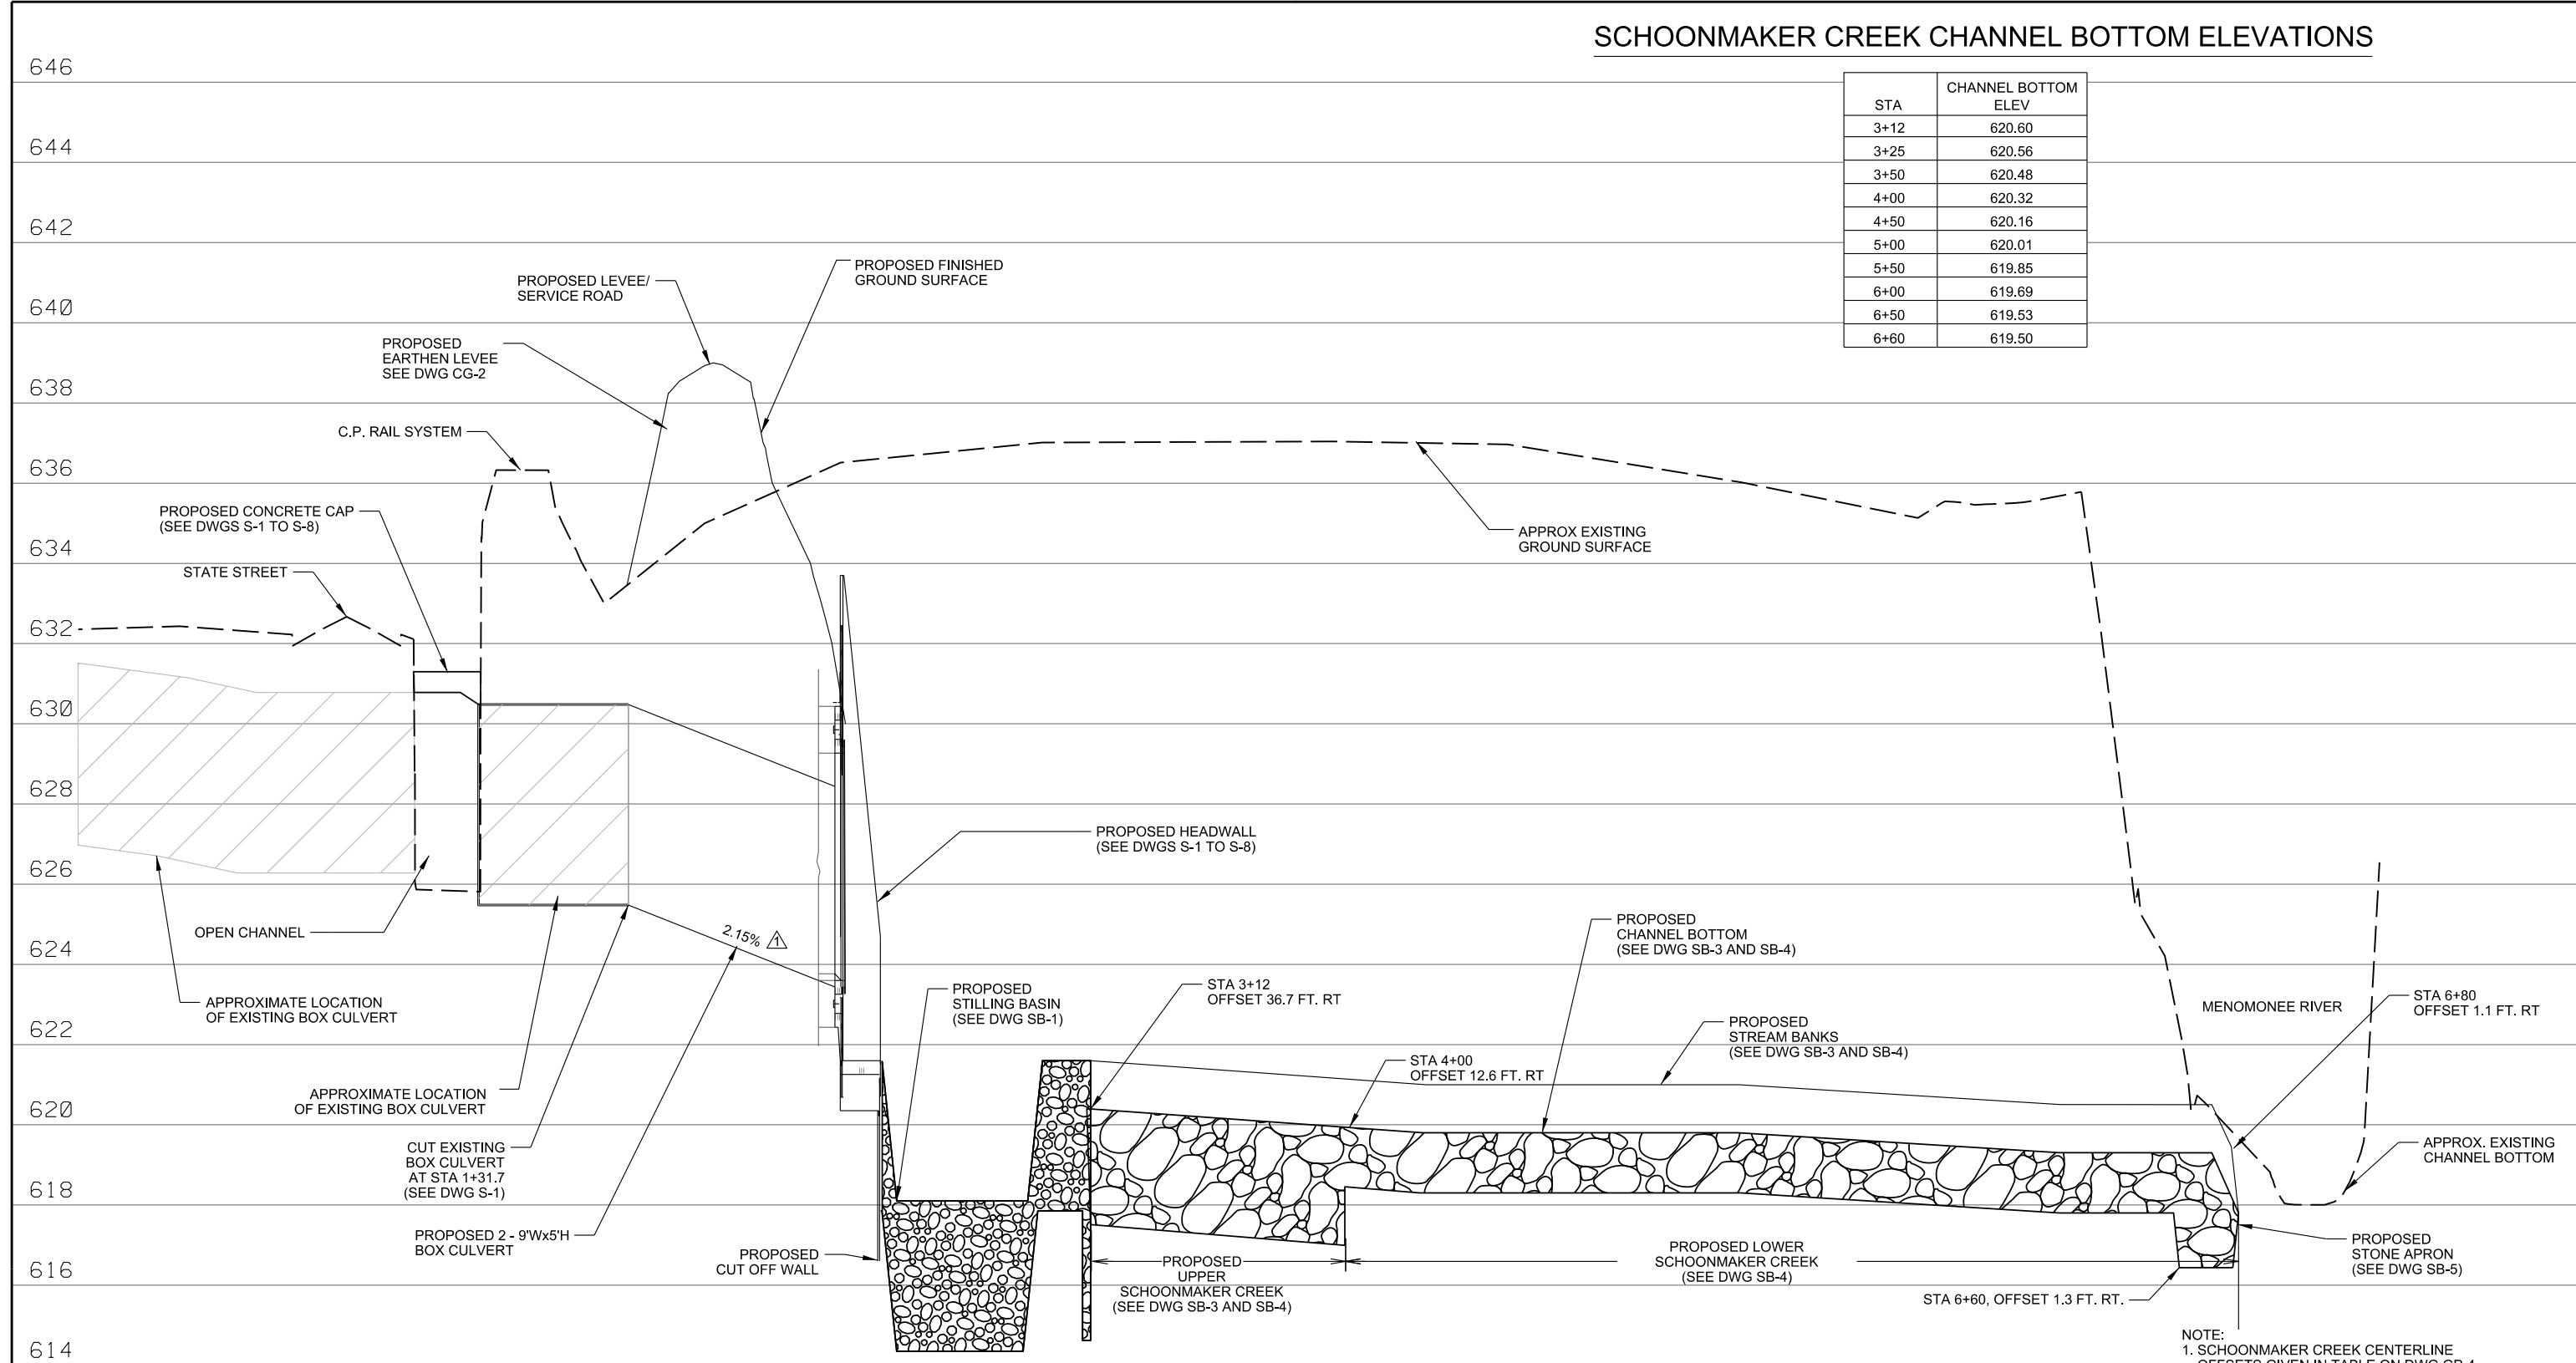 SCHOONMAKER CREEK CHANNEL BOTTOM ELEVATIONS
STA
CHANNEL BOTTOM
ELEV
3+12 620.60
3+25 620.56
3+50 620.48
4+00 620.32
4+50 620.16
5+00 620.01
5+50 619.85
6+00 619.69
6+50 619.53
6+60 619.50
646
644
642
640
638
636
634
632
630
628
626
624
622
620
618
616
614
PROPOSED FINISHED
GROUND SURFACE
PROPOSED LEVEE/
SERVICE ROAD
PROPOSED
EARTHEN LEVEE
SEE DWG CG-2
C.P. RAIL SYSTEM
PROPOSED CONCRETE CAP
(SEE DWGS S-1 TO S-8)
STATE STREET
APPROX EXISTING
GROUND SURFACE
PROPOSED HEADWALL
(SEE DWGS S-1 TO S-8)
OPEN CHANNEL
2.15%
1
PROPOSED
CHANNEL BOTTOM
(SEE DWG SB-3 AND SB-4)
APPROXIMATE LOCATION
OF EXISTING BOX CULVERT
PROPOSED
STILLING BASIN
(SEE DWG SB-1)
STA 3+12
OFFSET 36.7 FT. RT
MENOMONEE RIVER
STA 6+80
OFFSET 1.1 FT. RT
PROPOSED
STREAM BANKS
(SEE DWG SB-3 AND SB-4)
STA 4+00
OFFSET 12.6 FT. RT
APPROXIMATE LOCATION
OF EXISTING BOX CULVERT
CUT EXISTING
BOX CULVERT
AT STA 1+31.7
(SEE DWG S-1)
APPROX. EXISTING
CHANNEL BOTTOM
PROPOSED 2 - 9'Wx5'H
BOX CULVERT
PROPOSED
CUT OFF WALL
PROPOSED
UPPER
SCHOONMAKER CREEK
(SEE DWG SB-3 AND SB-4)
PROPOSED LOWER
SCHOONMAKER CREEK
(SEE DWG SB-4)
PROPOSED
STONE APRON
(SEE DWG SB-5)
STA 6+60, OFFSET 1.3 FT. RT.
NOTE:
1. SCHOONMAKER CREEK CENTERLINE